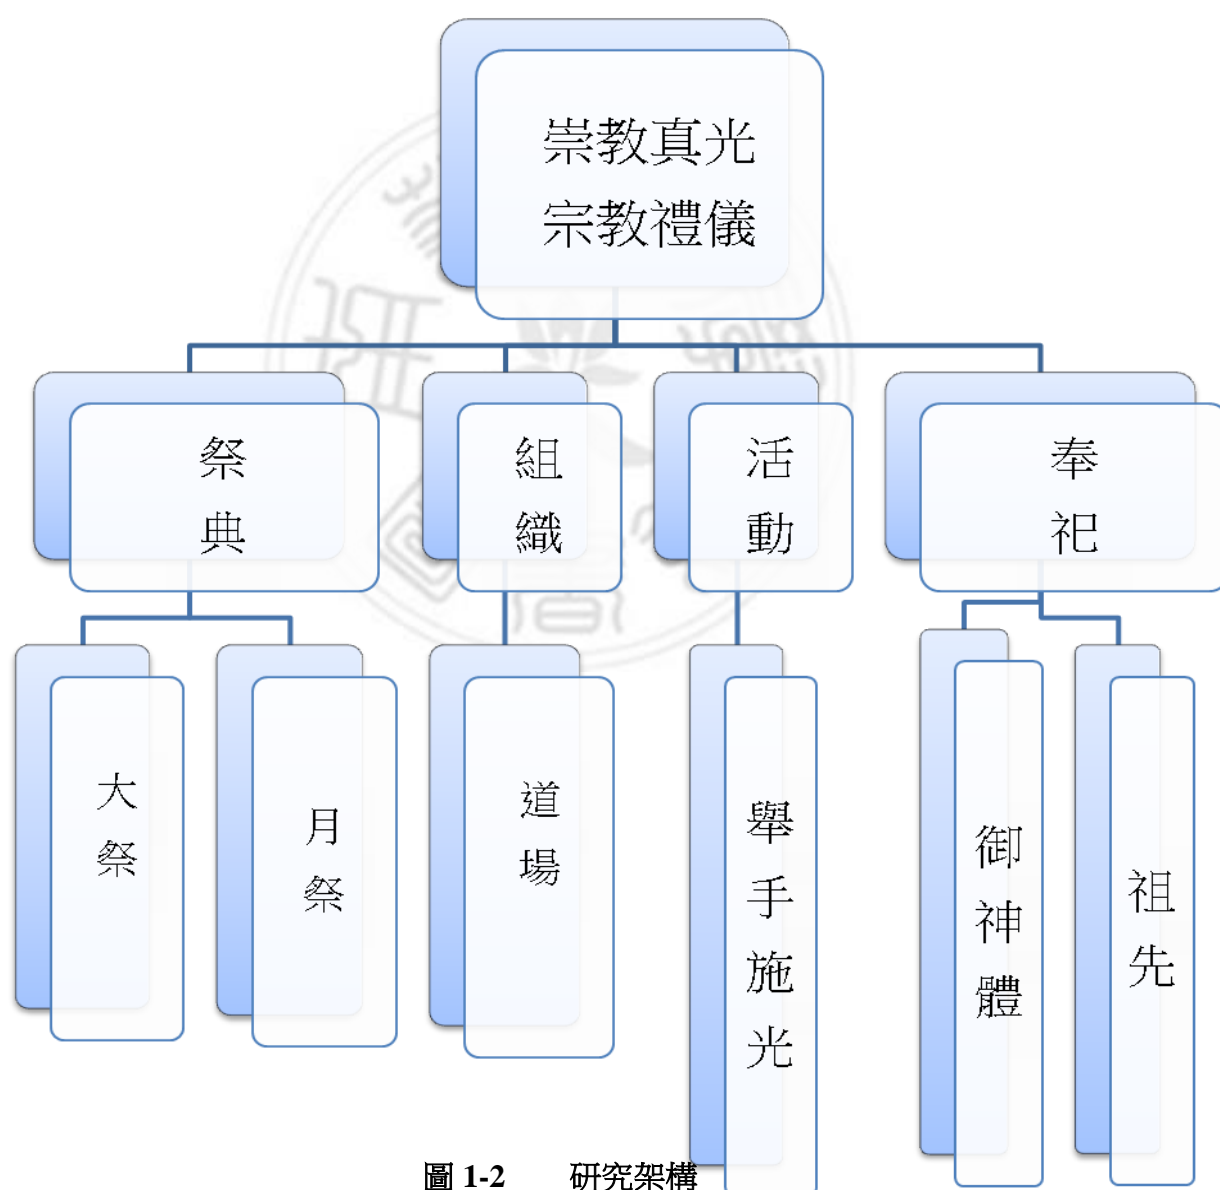 崇教真光
宗教禮儀
祭典
組織
活動
奉祀
大祭
月祭
道場
舉手施光
御神體
祖先
圖 1-2 研究架構